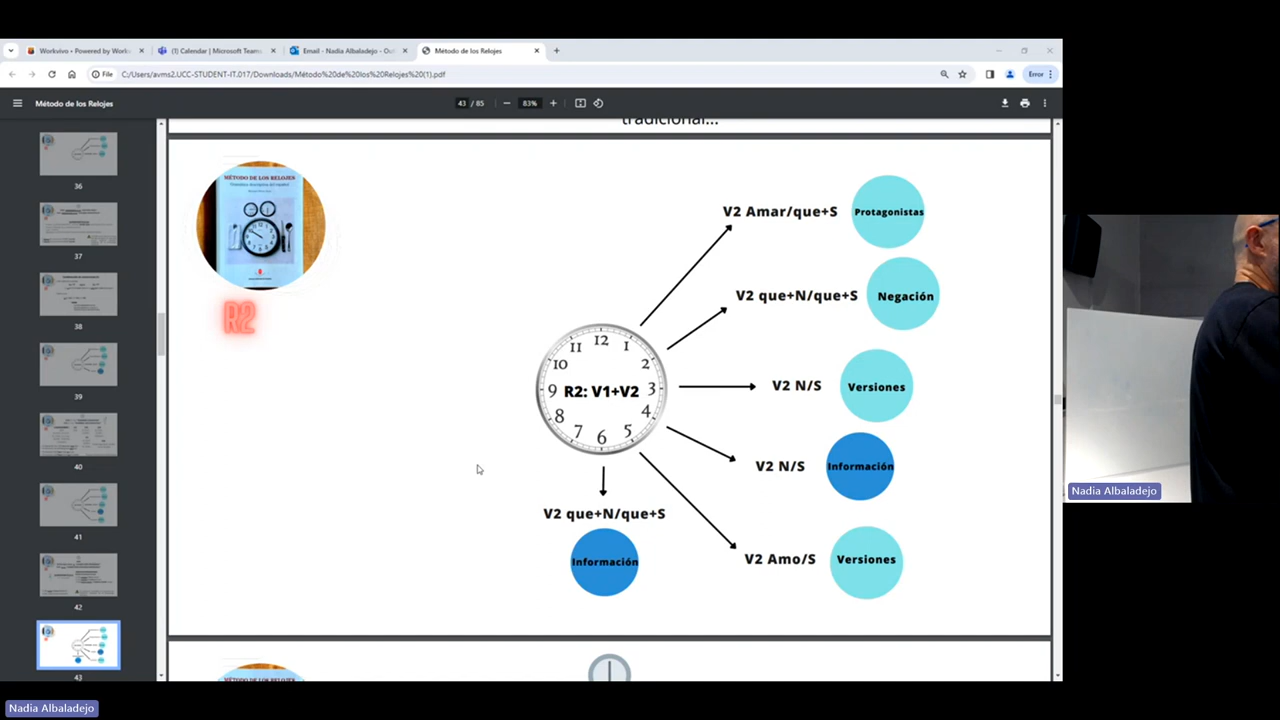 Workvivo • Powered by Work
(1) Calendar | Microsoft Teams
Email - Nadia Albaladejo - Out
Método de los Relojes
File
C:/Users/avms2.UCC-STUDENT-IT.017/Downloads/Método%20de%20los%20Relojes%20(1).pdf
Error
Método de los Relojes
43 / 85
83%
tradicional...
36
37
38
39
40
41
42
43
MÉTODO DE LOS RELOJES
R2
V2 Amar/que+S
Protagonistas
V2 que+N/que+S
Negación
12
1
2
3
4
5
6
7
8
9
10
11
R2: V1+V2
V2 N/S
Versiones
V2 N/S
Información
V2 que+N/que+S
Información
V2 Amo/S
Versiones
Nadia Albaladejo
Nadia Albaladejo